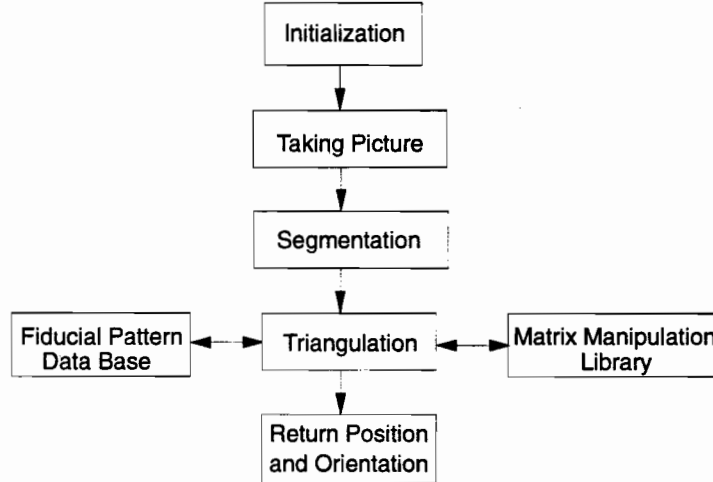 Initialization
Taking Picture
Segmentation
Fiducial Pattern
Data Base
Triangulation
Matrix Manipulation
Library
Return Position
and Orientation